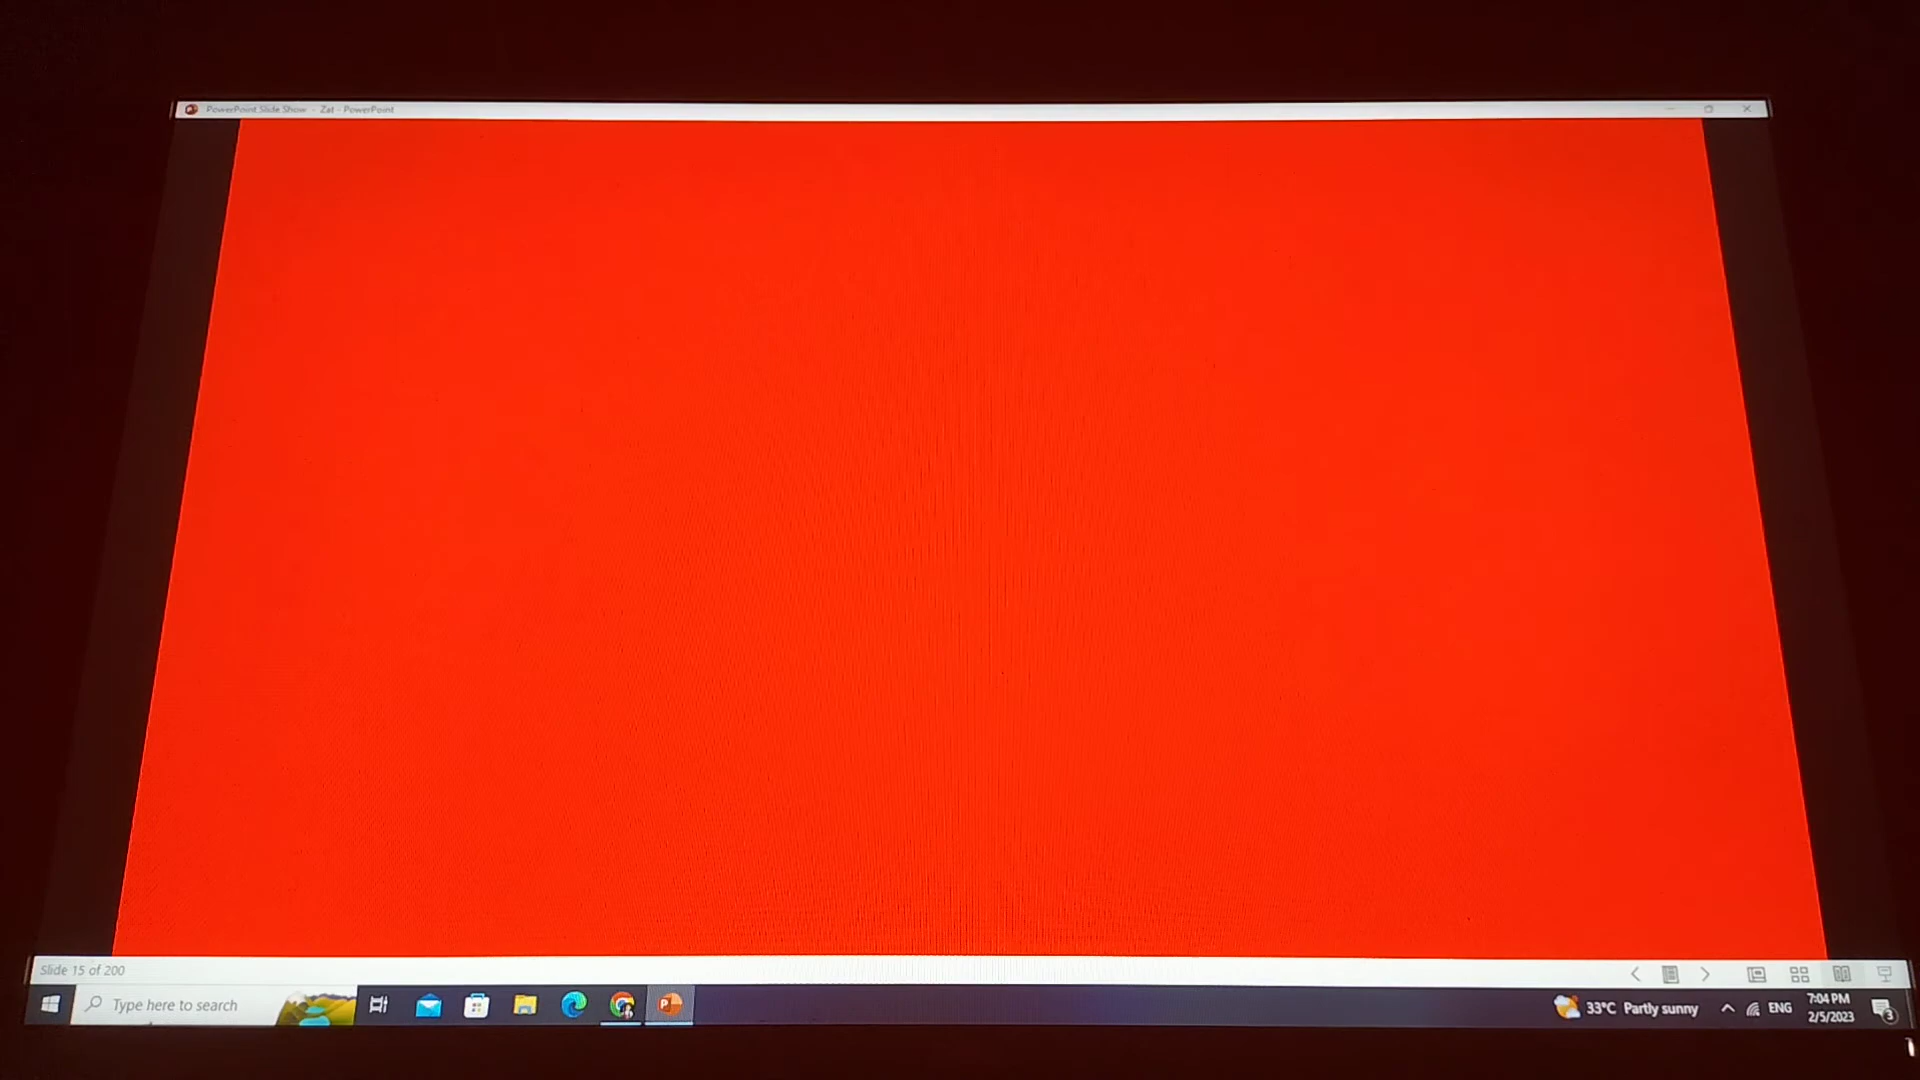 PowerPoint Slide Show - Zat - PowerPoint
Slide 15 of 200
Type here to search
33°C Partly sunny
ENG
7:04 PM
2/5/2023
3